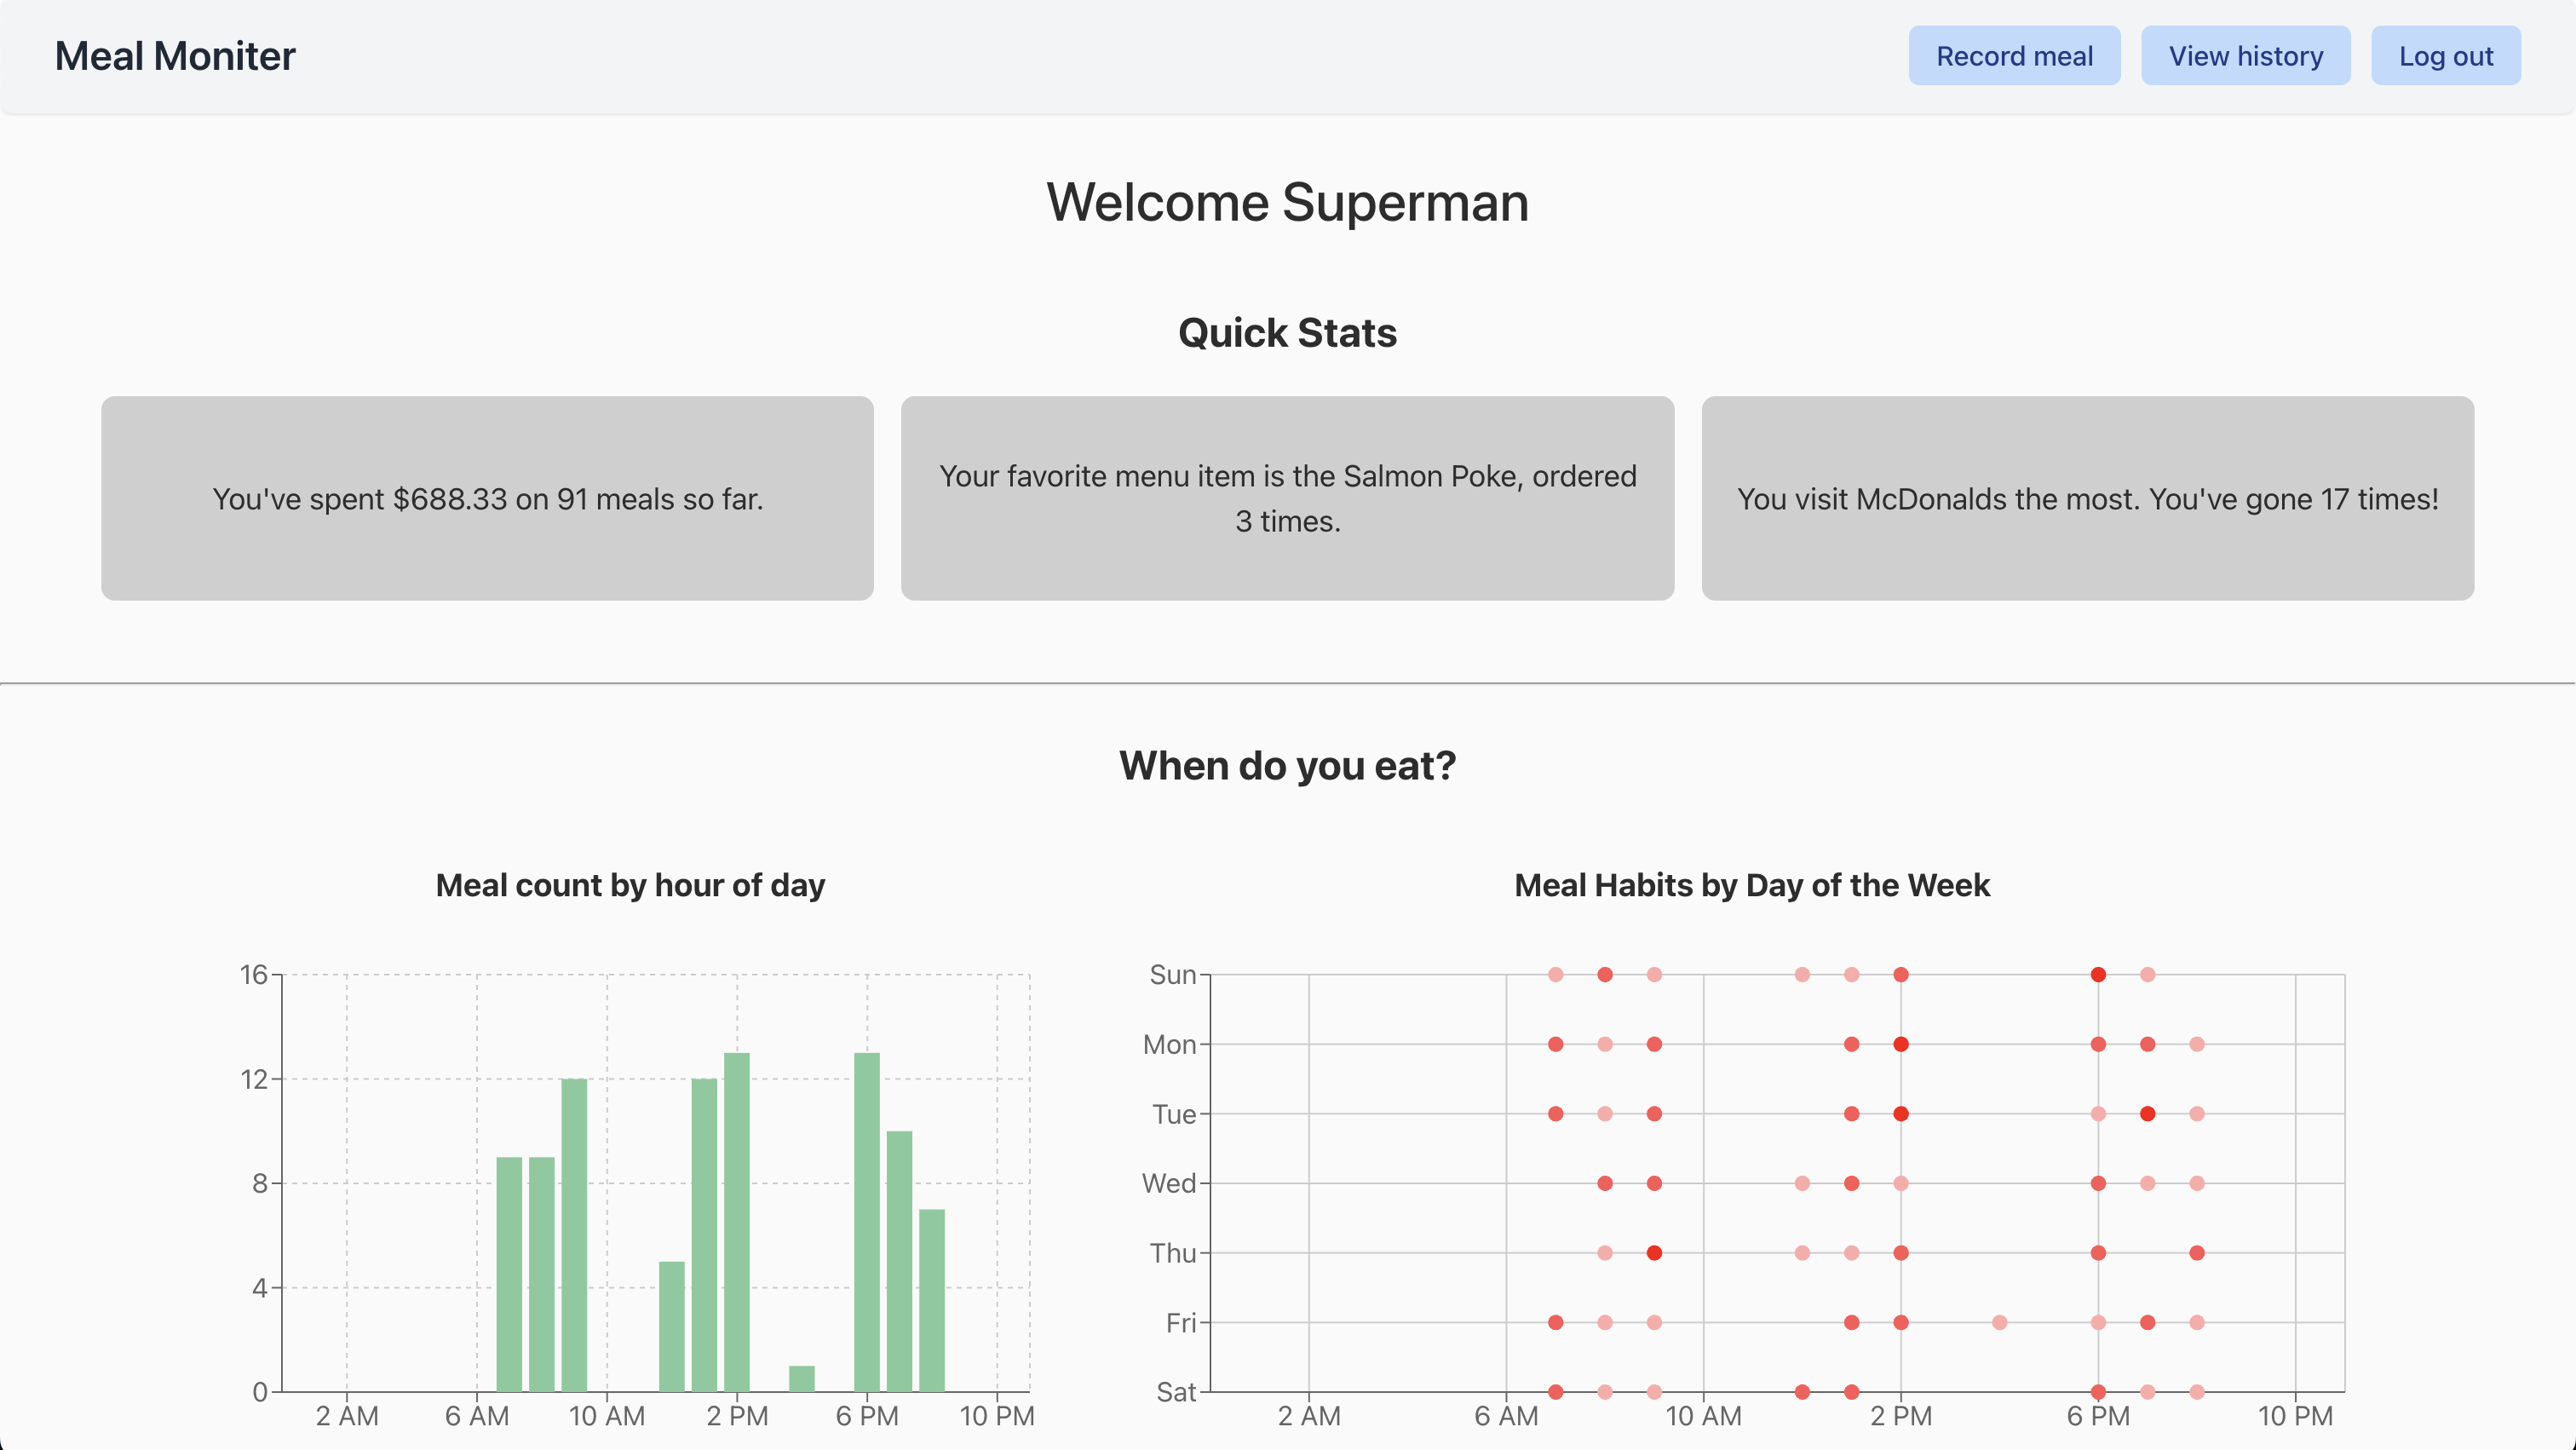 Meal Moniter
Record meal
View history
Log out
Welcome Superman
Quick Stats
You've spent $688.33 on 91 meals so far.
Your favorite menu item is the Salmon Poke, ordered
3 times.
You visit McDonalds the most. You've gone 17 times!
When do you eat?
Meal count by hour of day
16
12
8
4
0
2 AM 6 AM 10 AM 2 PM 6 PM 10 PM
Meal Habits by Day of the Week
Sun
Mon
Tue
Wed
Thu
Fri
Sat
2 AM 6 AM 10 AM 2 PM 6 PM 10 PM